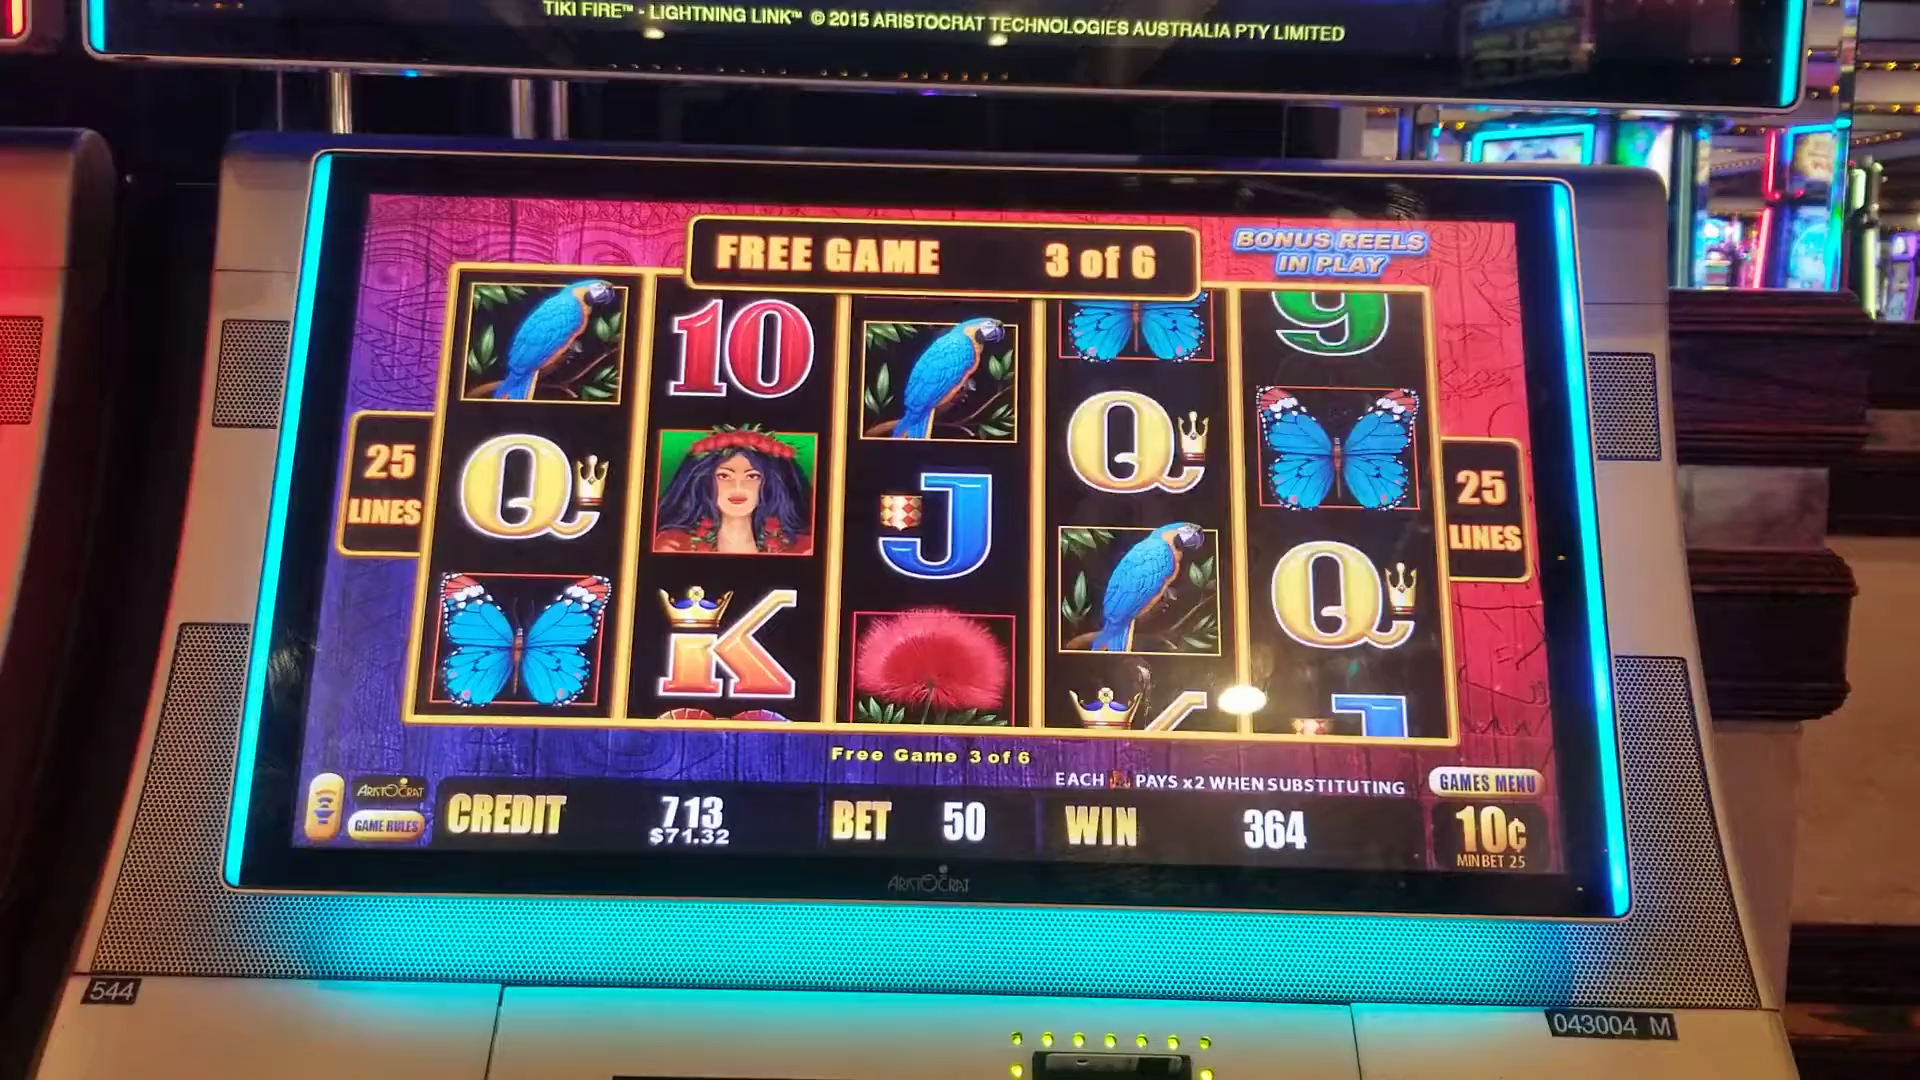 TIKI FIRE™ - LIGHTNING LINK™ © 2015 ARISTOCRAT TECHNOLOGIES AUSTRALIA PTY LIMITED
FREE GAME 3 of 6
BONUS REELS
IN PLAY
10
9
Q
Q
J
K
Q
K
J
25
LINES
25
LINES
Free Game 3 of 6
EACH PAYS x2 WHEN SUBSTITUTING
GAMES MENU
ARISTOCRAT
GAME RULES
CREDIT 713
$71.32
BET 50
WIN 364
10¢
MIN BET 25
ARISTOCRAT
544
043004 M